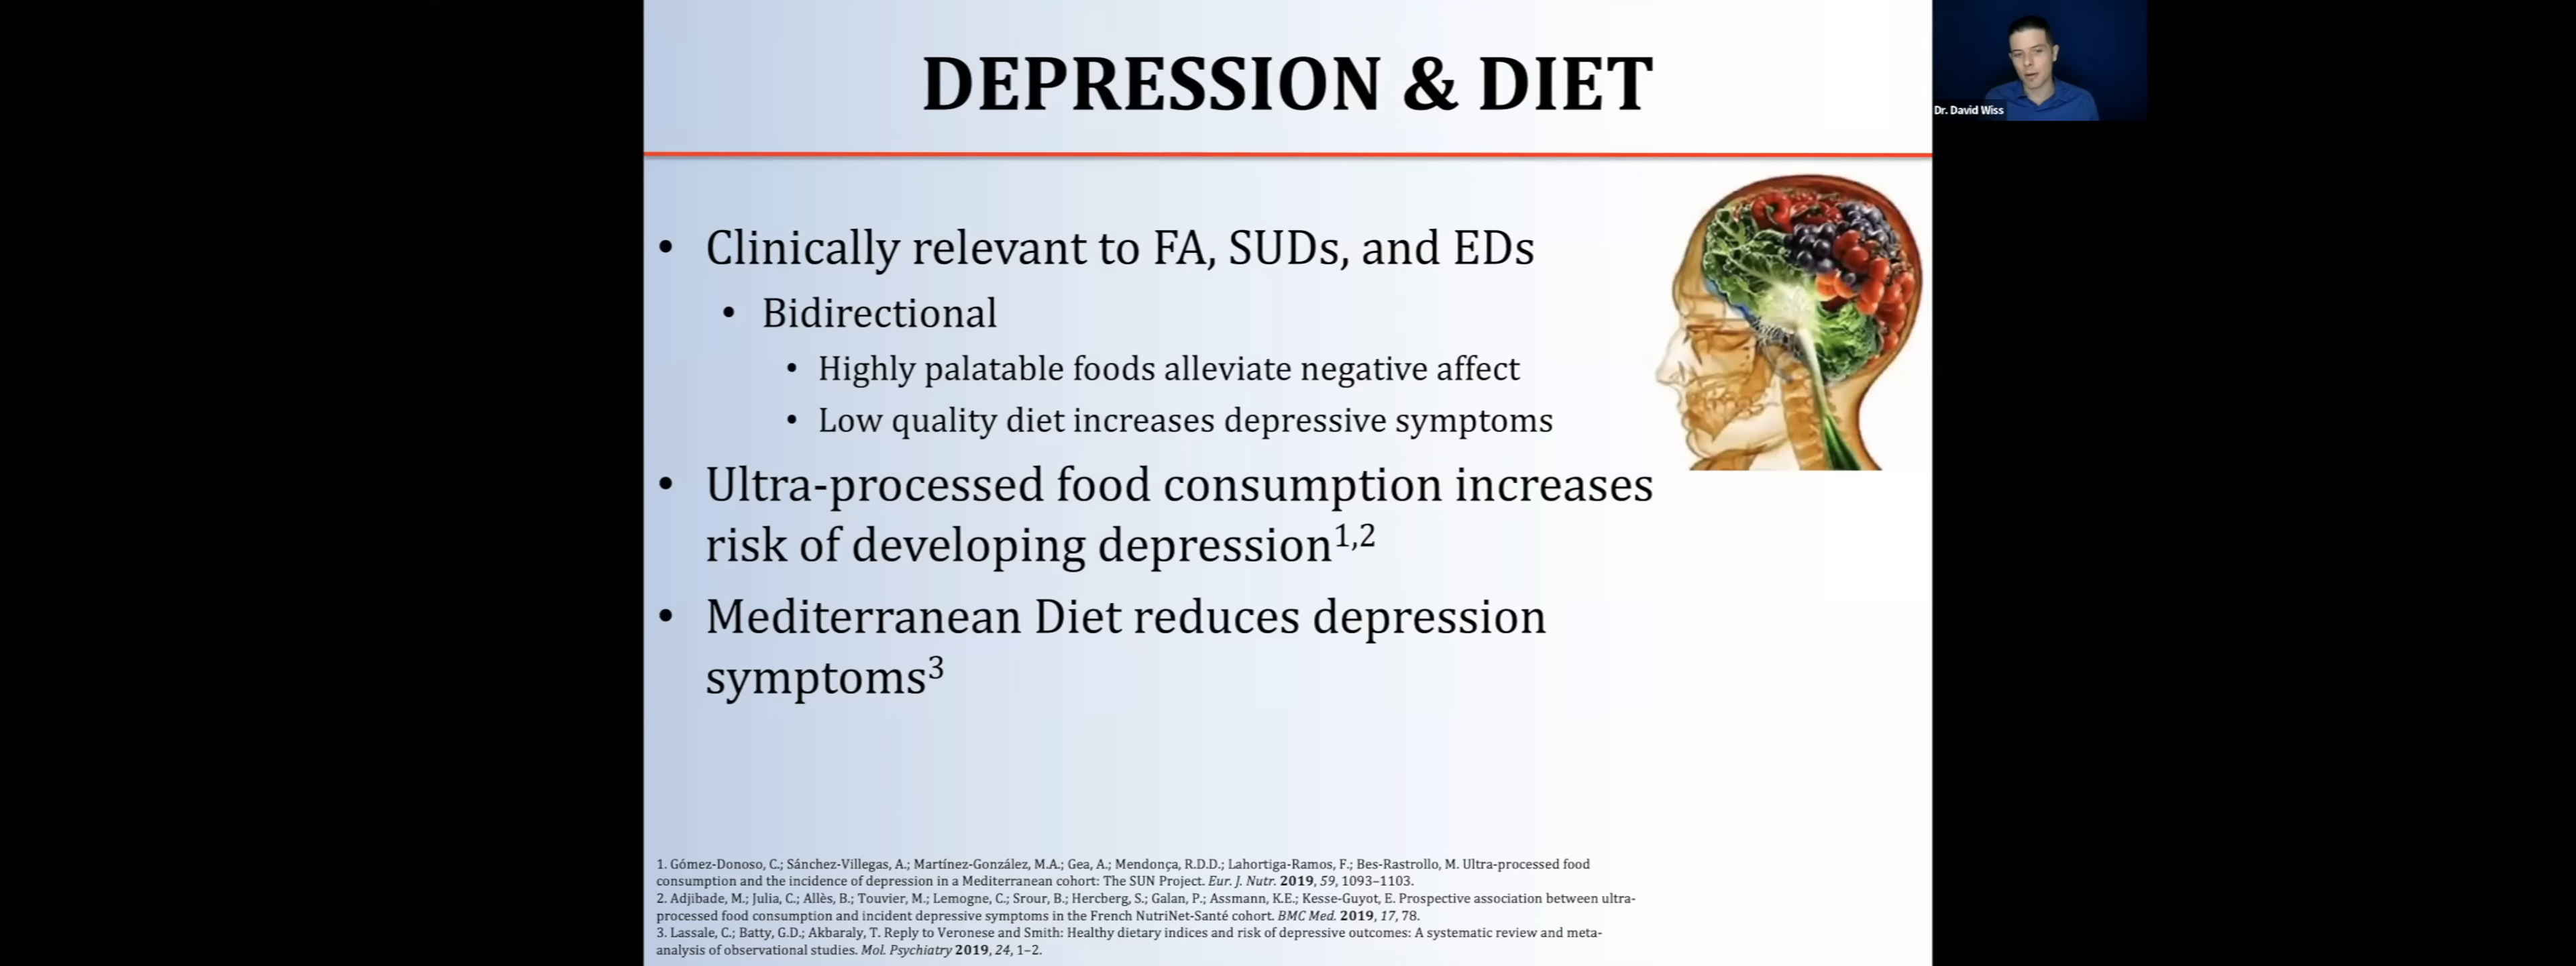 DEPRESSION & DIET
Dr. David Wiss
• Clinically relevant to FA, SUDs, and EDs
• Bidirectional
• Highly palatable foods alleviate negative affect
• Low quality diet increases depressive symptoms
• Ultra-processed food consumption increases
risk of developing depression1,2
• Mediterranean Diet reduces depression
symptoms3
1. Gómez-Donoso, C.; Sánchez-Villegas, A.; Martínez-González, M.A.; Gea, A.; Mendonça, R.D.D.; Lahortiga-Ramos, F.; Bes-Rastrollo, M. Ultra-processed food
consumption and the incidence of depression in a Mediterranean cohort: The SUN Project. Eur. J. Nutr. 2019, 59, 1093–1103.
2. Adjibade, M.; Julia, C.; Allès, B.; Touvier, M.; Lemogne, C.; Srour, B.; Hercberg, S.; Galan, P.; Assmann, K.E.; Kesse-Guyot, E. Prospective association between ultra-
processed food consumption and incident depressive symptoms in the French NutriNet-Santé cohort. BMC Med. 2019, 17, 78.
3. Lassale, C.; Batty, G.D.; Akbaraly, T. Reply to Veronese and Smith: Healthy dietary indices and risk of depressive outcomes: A systematic review and meta-
analysis of observational studies. Mol. Psychiatry 2019, 24, 1–2.